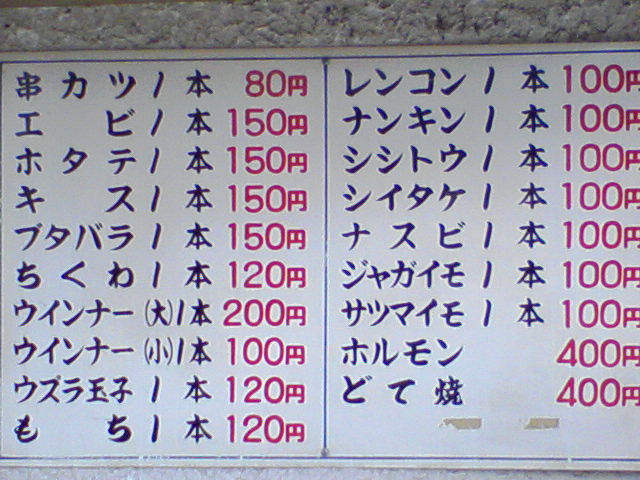 串カツ1本 80円
エビ1本 150円
ホタテ1本 150円
キス1本 150円
ブタバラ1本 150円
ちくわ1本 120円
ウインナー(大)1本 200円
ウインナー(小)1本 100円
ウズラ玉子1本 120円
もち1本 120円
レンコン1本 100円
ナンキン1本 100円
シシトウ1本 100円
シイタケ1本 100円
ナスビ1本 100円
ジャガイモ1本 100円
サツマイモ1本 100円
ホルモン 400円
どて焼 400円